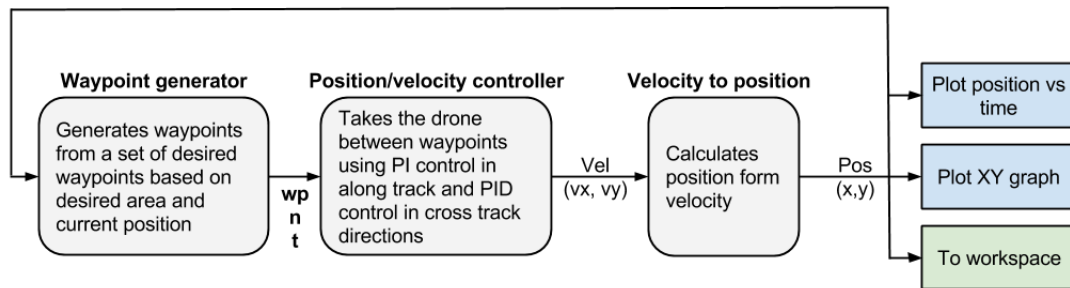 Waypoint generator
Generates waypoints
from a set of desired
waypoints based on
desired area and
current position
wp
n
t
Position/velocity controller
Takes the drone
between waypoints
using PI control in
along track and PID
control in cross track
directions
Vel
(vx, vy)
Velocity to position
Calculates
position form
velocity
Pos
(x,y)
Plot position vs
time
Plot XY graph
To workspace